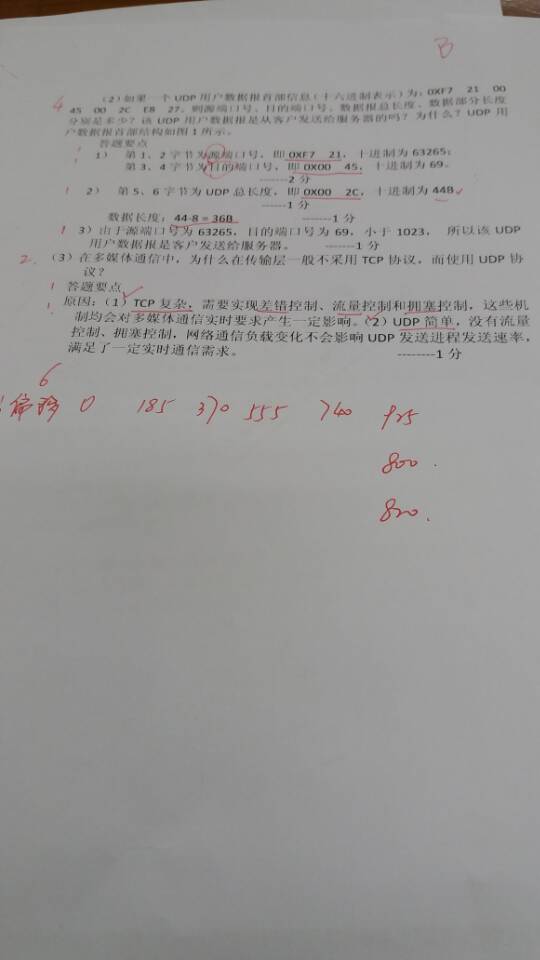 B
4 (2)如果一个 UDP 用户数据报首部信息(十六进制表示)为:0XF7 21 00
45 00 2C E8 27。则源端口号、目的端口号、数据报总长度、数据部分长度
分别是多少?该 UDP 用户数据报是从客户发送给服务器的吗?为什么?UDP 用
户数据报首部结构如图 1 所示。
答题要点
1) 第 1、2 字节为源端口号,即 0XF7 21,十进制为 63265;
第 3、4 字节为目的端口号,即 0X00 45,十进制为 69。
------2 分
2) 第 5、6 字节为 UDP 总长度,即 0X00 2C,十进制为 44B
------1 分
数据长度:44-8=36B ------1 分
3)由于源端口号为 63265,目的端口号为 69,小于 1023, 所以该 UDP
用户数据报是客户发送给服务器。 ------1 分
2. (3)在多媒体通信中,为什么在传输层一般不采用 TCP 协议,而使用 UDP 协
议?
答题要点
原因:(1)TCP 复杂,需要实现差错控制、流量控制和拥塞控制,这些机
制均会对多媒体通信实时要求产生一定影响。(2)UDP 简单,没有流量
控制、拥塞控制,网络通信负载变化不会影响 UDP 发送进程发送速率,
满足了一定实时通信需求。 --------1 分
6
偏移 0 185 370 555 740 925
800.
820.